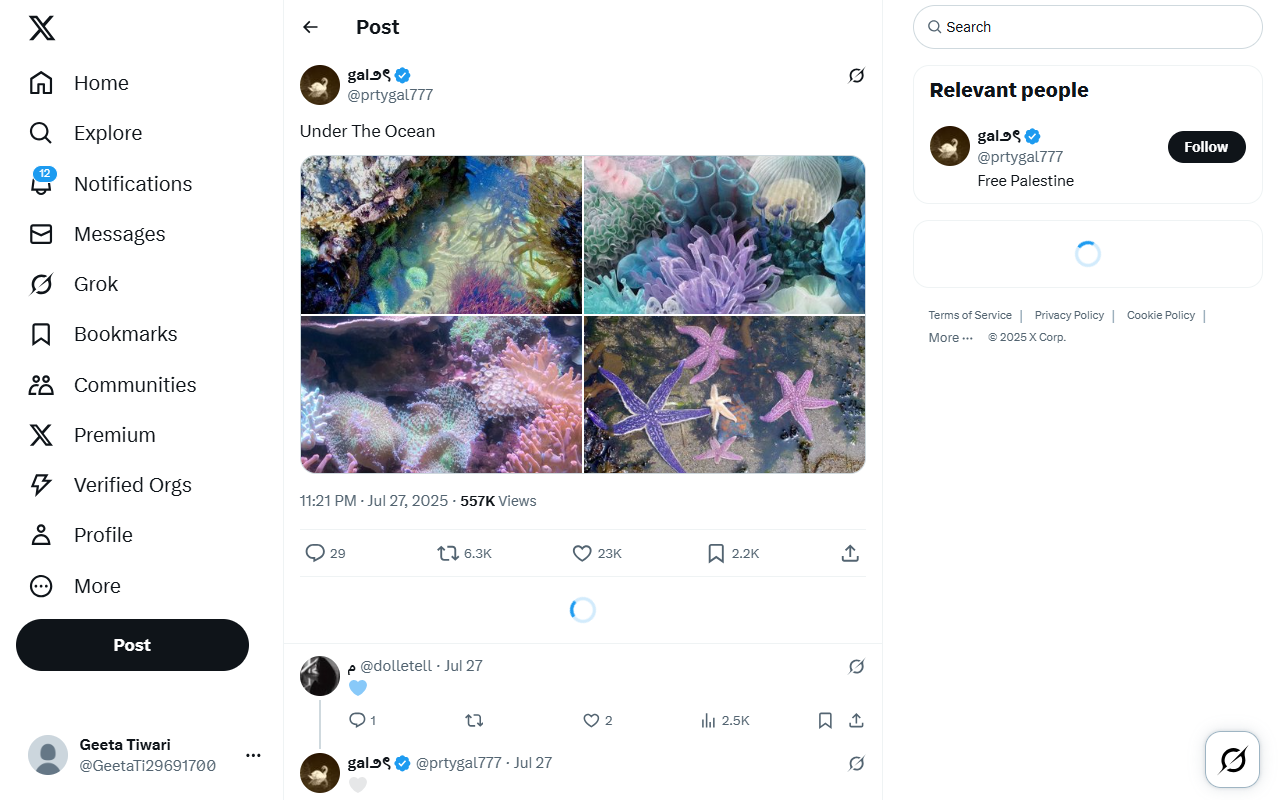 Home
Explore
12
Notifications
Messages
Grok
Bookmarks
Communities
Premium
Verified Orgs
Profile
More
Post
Geeta Tiwari
@GeetaTi29691700
Post
gal୨ৎ
@prtygal777
Under The Ocean
11:21 PM · Jul 27, 2025 · 557K Views
29 6.3K 23K 2.2K
م @dolletell · Jul 27
1 2 2.5K
gal୨ৎ @prtygal777 · Jul 27
Search
Relevant people
gal୨ৎ
@prtygal777
Follow
Free Palestine
Terms of Service | Privacy Policy | Cookie Policy |
More ··· © 2025 X Corp.